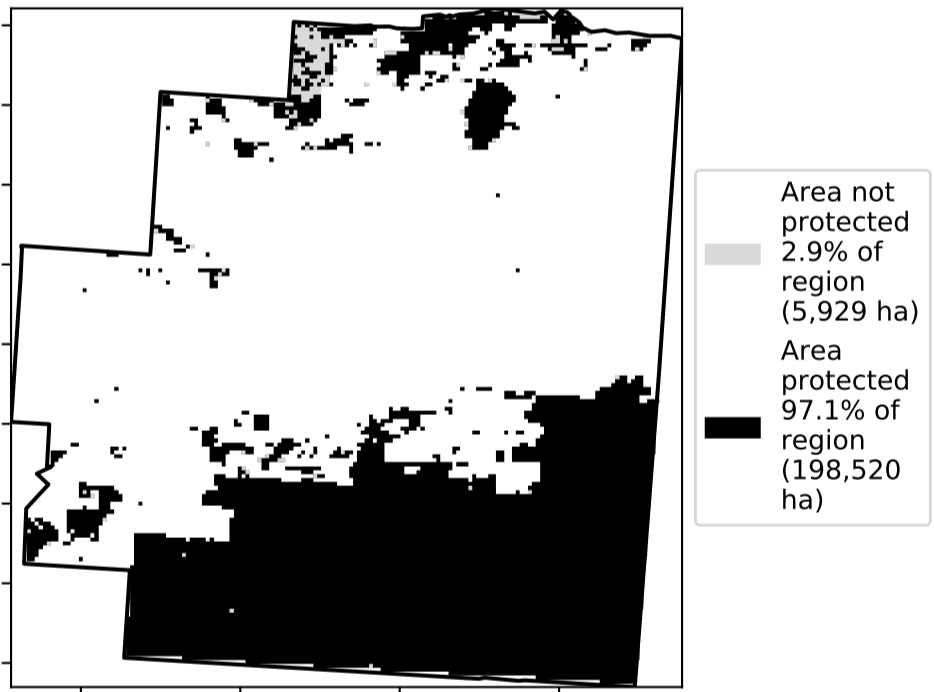 Area not
protected
2.9% of
region
(5,929 ha)
Area
protected
97.1% of
region
(198,520
ha)